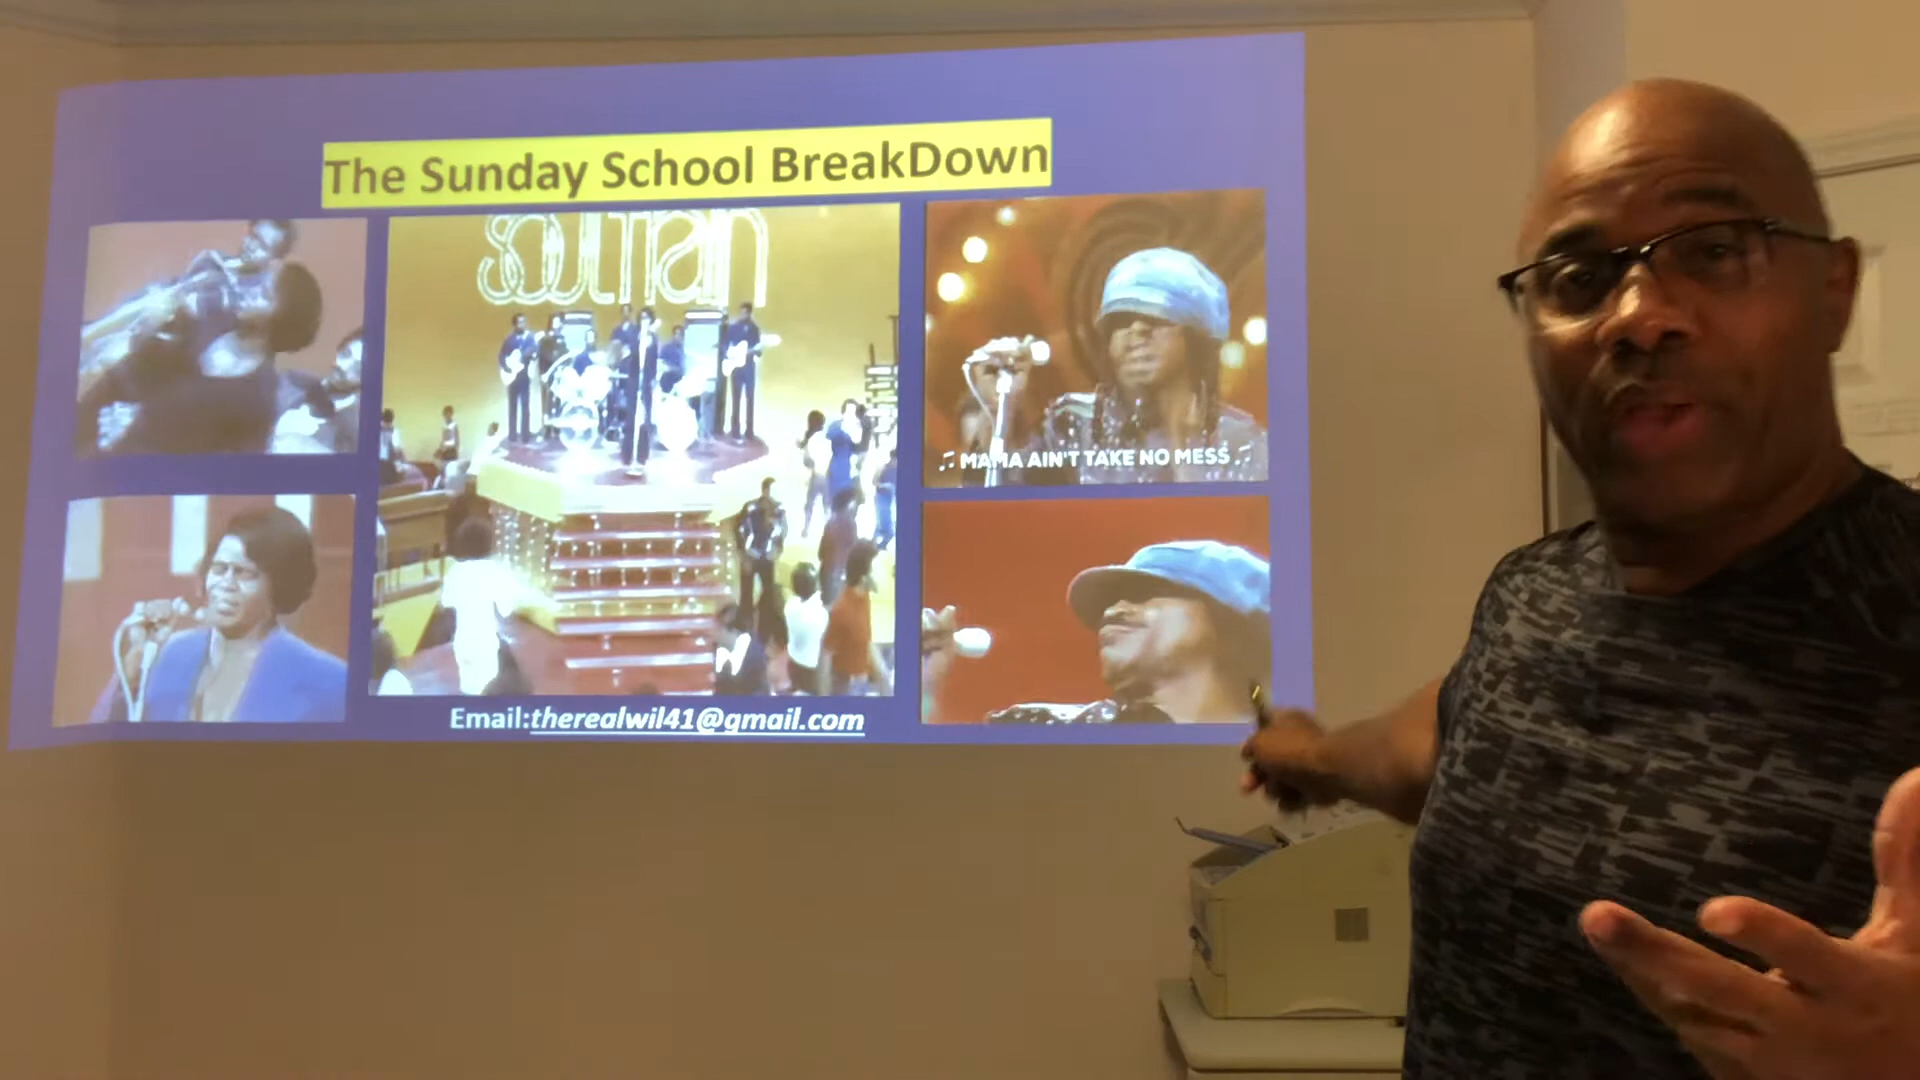 The Sunday School BreakDown
SOUL TRAIN
♫ MAMA AIN'T TAKE NO MESS ♫
Email:therealwil41@gmail.com